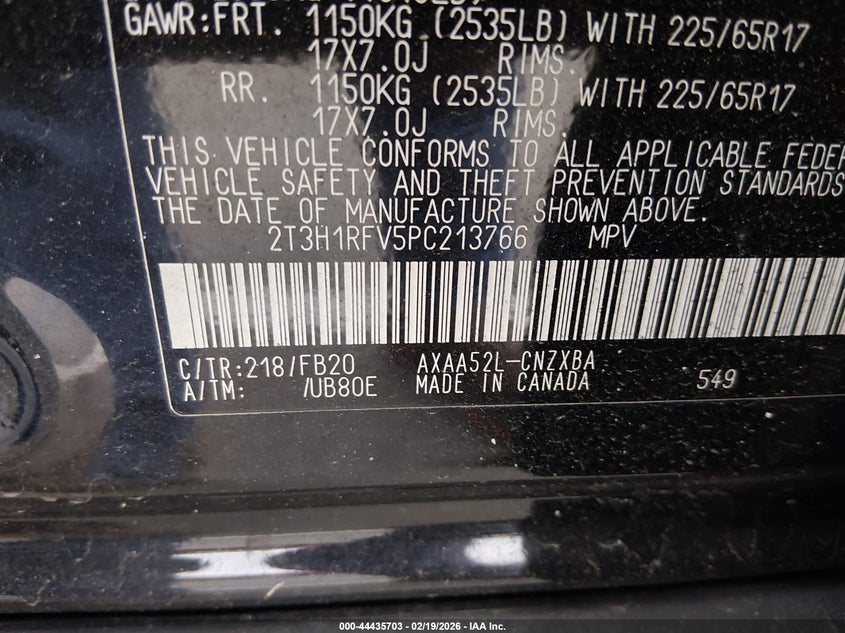 GAWR:FRT. 1150KG (2535LB) WITH 225/65R17
17X7.0J RIMS.
RR. 1150KG (2535LB) WITH 225/65R17
17X7.0J RIMS.
THIS VEHICLE CONFORMS TO ALL APPLICABLE FEDER
VEHICLE SAFETY AND THEFT PREVENTION STANDARDS
THE DATE OF MANUFACTURE SHOWN ABOVE.
2T3H1RFV5PC213766 MPV
C/TR:218/FB20 AXAA52L-CNZXBA
A/TM: /UB80E MADE IN CANADA 549
000-44435703 - 02/19/2026 - IAA Inc.